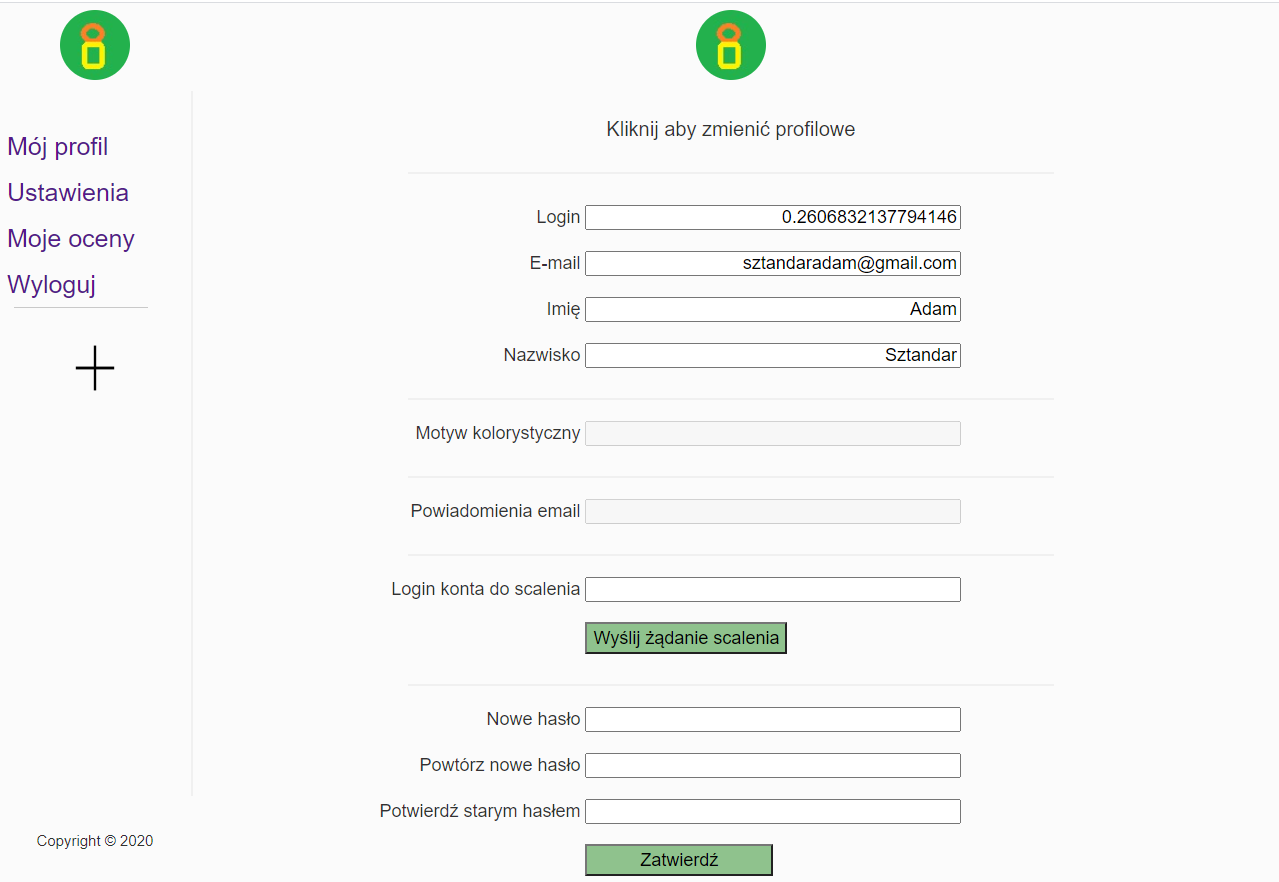 Mój profil
Ustawienia
Moje oceny
Wyloguj
Copyright © 2020
Kliknij aby zmienić profilowe
Login 0.2606832137794146
E-mail sztandaradam@gmail.com
Imię Adam
Nazwisko Sztandar
Motyw kolorystyczny
Powiadomienia email
Login konta do scalenia
Wyślij żądanie scalenia
Nowe hasło
Powtórz nowe hasło
Potwierdź starym hasłem
Zatwierdź